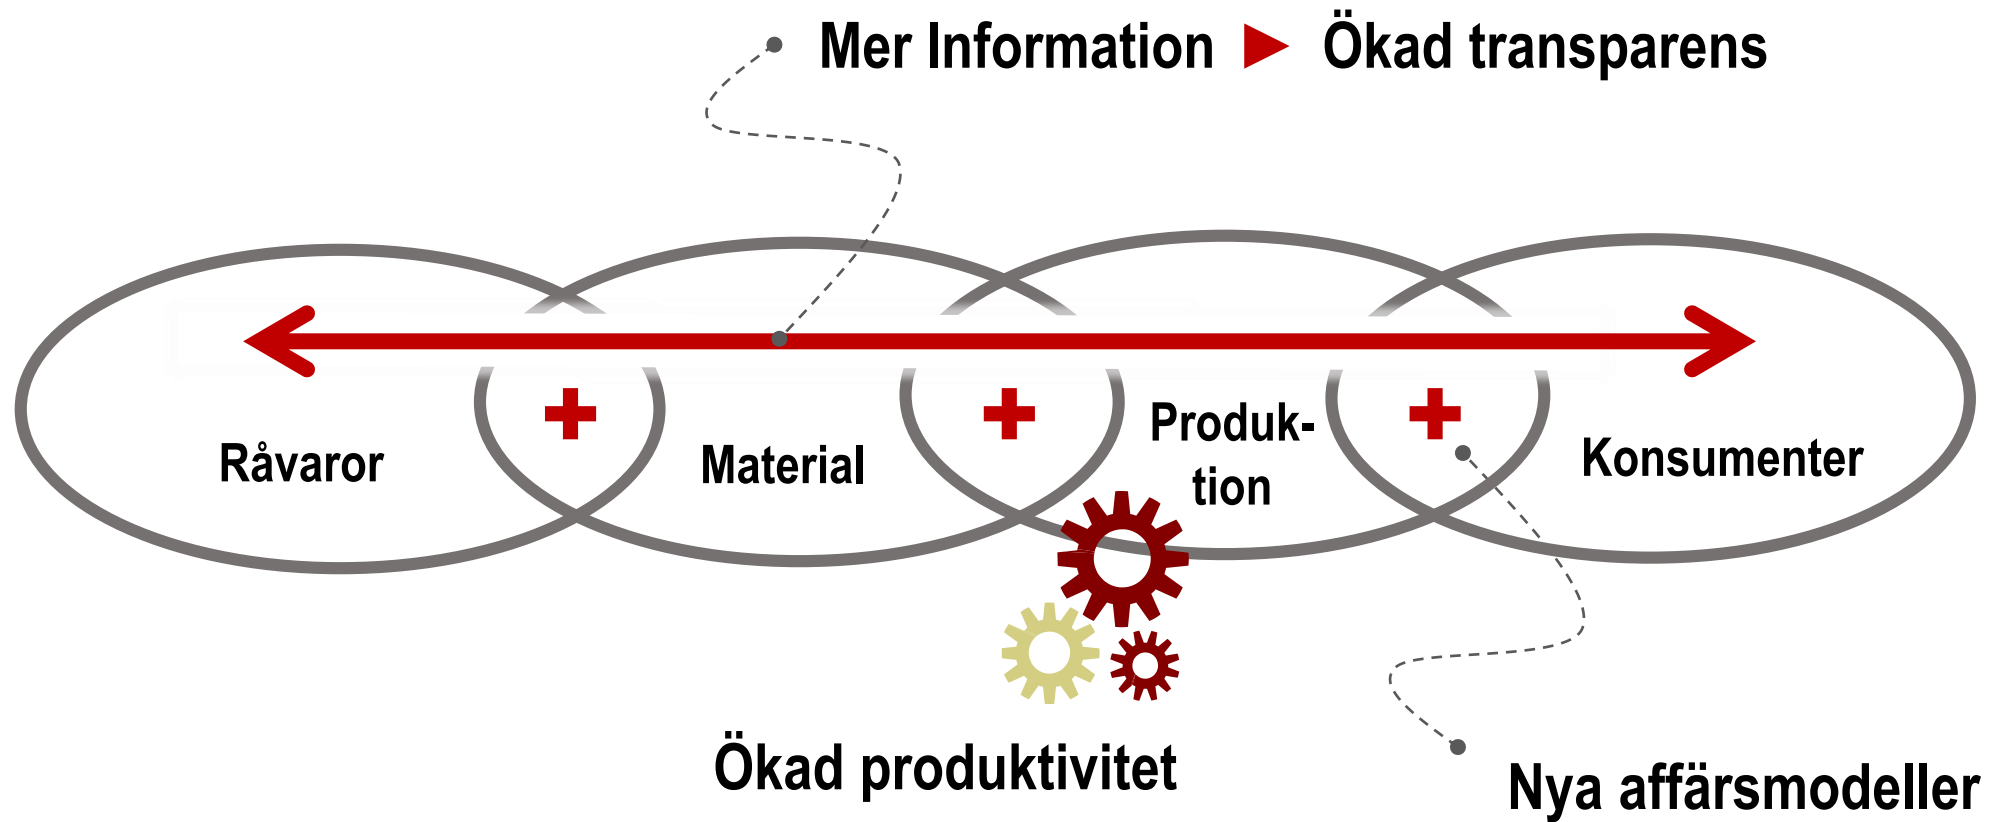 Mer Information ▶ Ökad transparens
Råvaror
Material
Produk-
tion
Konsumenter
Ökad produktivitet
Nya affärsmodeller